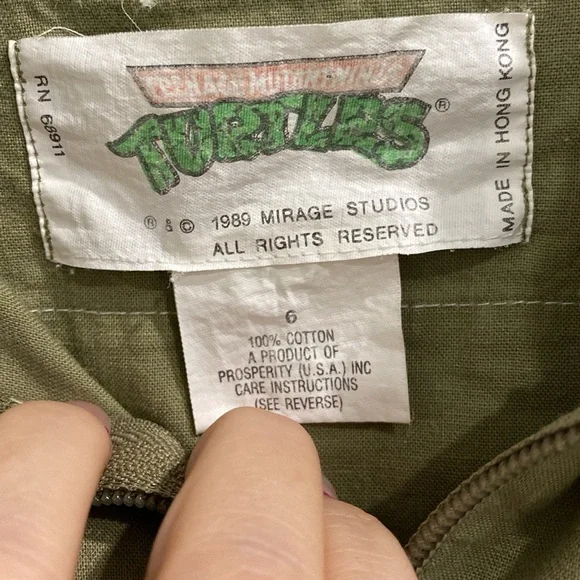 TEENAGE MUTANT NINJA
TURTLES®
® & © 1989 MIRAGE STUDIOS
ALL RIGHTS RESERVED
RN 66911
MADE IN HONG KONG
6
100% COTTON
A PRODUCT OF
PROSPERITY (U.S.A.) INC
CARE INSTRUCTIONS
(SEE REVERSE)